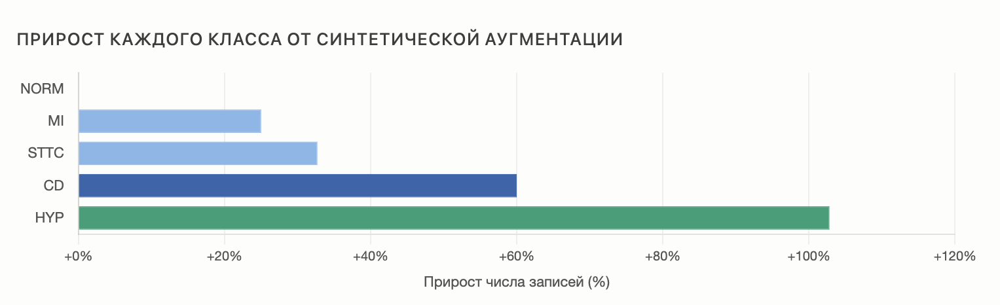 ПРИРОСТ КАЖДОГО КЛАССА ОТ СИНТЕТИЧЕСКОЙ АУГМЕНТАЦИИ
NORM
MI
STTC
CD
HYP
+0% +20% +40% +60% +80% +100% +120%
Прирост числа записей (%)